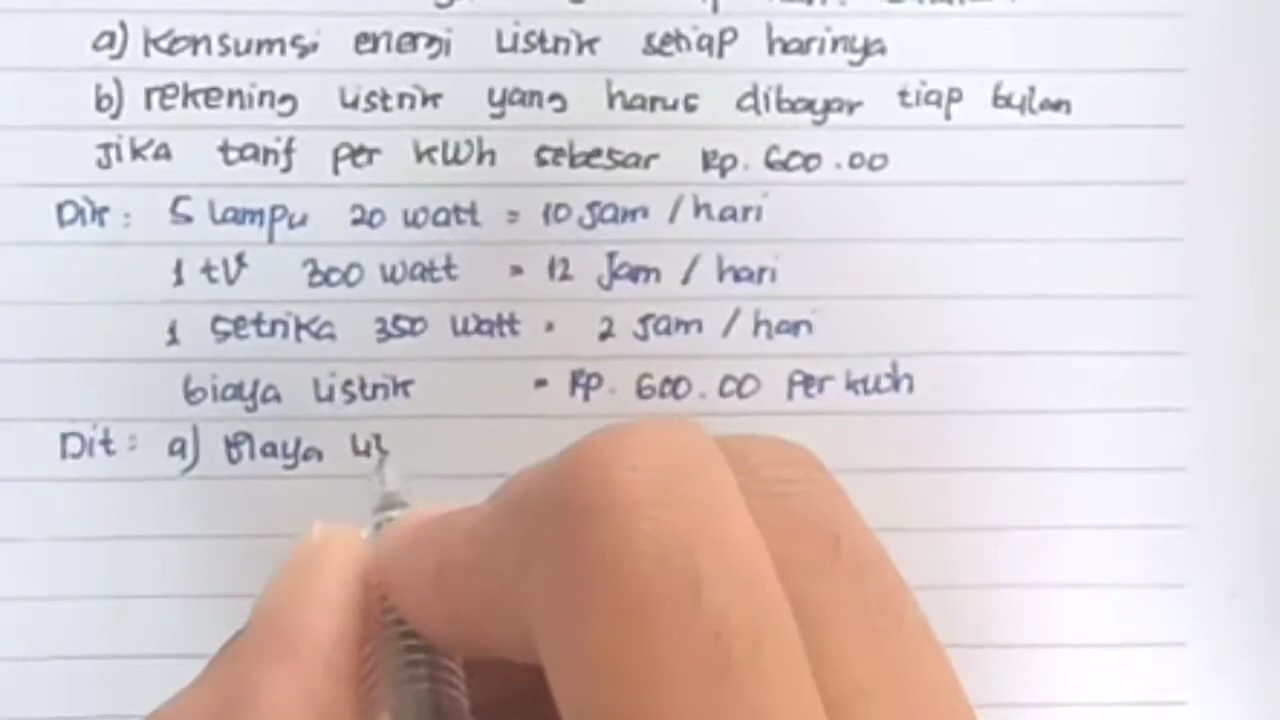 a) Konsumsi energi listrik setiap harinya
b) rekening listrik yang harus dibayar tiap bulan
Jika tarif per kWh sebesar Rp. 600.00
Dik : 5 lampu 20 watt = 10 Jam / hari
1 tV 300 watt = 12 Jam / hari
1 Setrika 350 Watt = 2 Jam / hari
biaya listrik = Rp. 600.00 Per kwh
Dit : a) Biaya